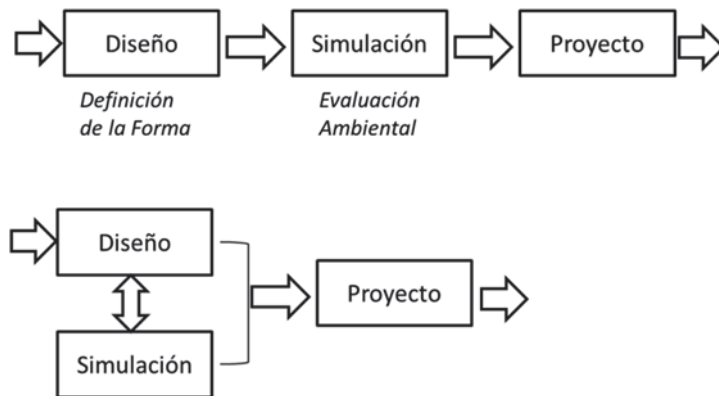 Diseño
Simulación
Proyecto
Definición
de la Forma
Evaluación
Ambiental
Diseño
Proyecto
Simulación